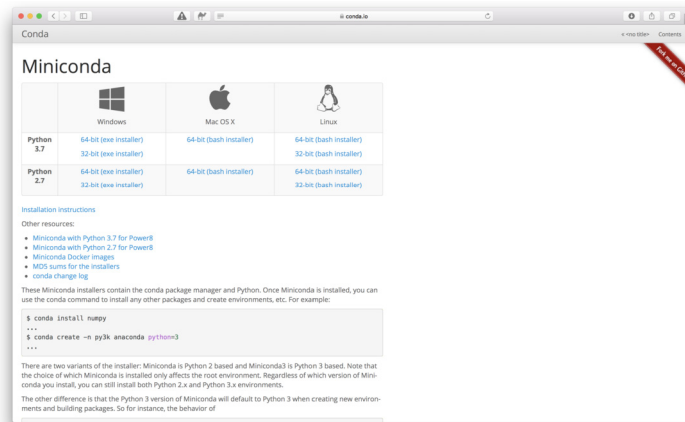 conda.io
Conda
< <no title> Contents
Fork me on GitH
Miniconda
Windows Mac OS X Linux
Python 3.7
64-bit (exe installer) 64-bit (bash installer) 64-bit (bash installer)
32-bit (exe installer) 32-bit (bash installer)
Python 2.7
64-bit (exe installer) 64-bit (bash installer) 64-bit (bash installer)
32-bit (exe installer) 32-bit (bash installer)
Installation instructions
Other resources:
• Miniconda with Python 3.7 for Power8
• Miniconda with Python 2.7 for Power8
• Miniconda Docker images
• MD5 sums for the installers
• conda change log
These Miniconda installers contain the conda package manager and Python. Once Miniconda is installed, you can
use the conda command to install any other packages and create environments, etc. For example:
$ conda install numpy
...
$ conda create -n py3k anaconda python=3
...
There are two variants of the installer: Miniconda is Python 2 based and Miniconda3 is Python 3 based. Note that
the choice of which Miniconda is installed only affects the root environment. Regardless of which version of Mini-
conda you install, you can still install both Python 2.x and Python 3.x environments.
The other difference is that the Python 3 version of Miniconda will default to Python 3 when creating new environ-
ments and building packages. So for instance, the behavior of